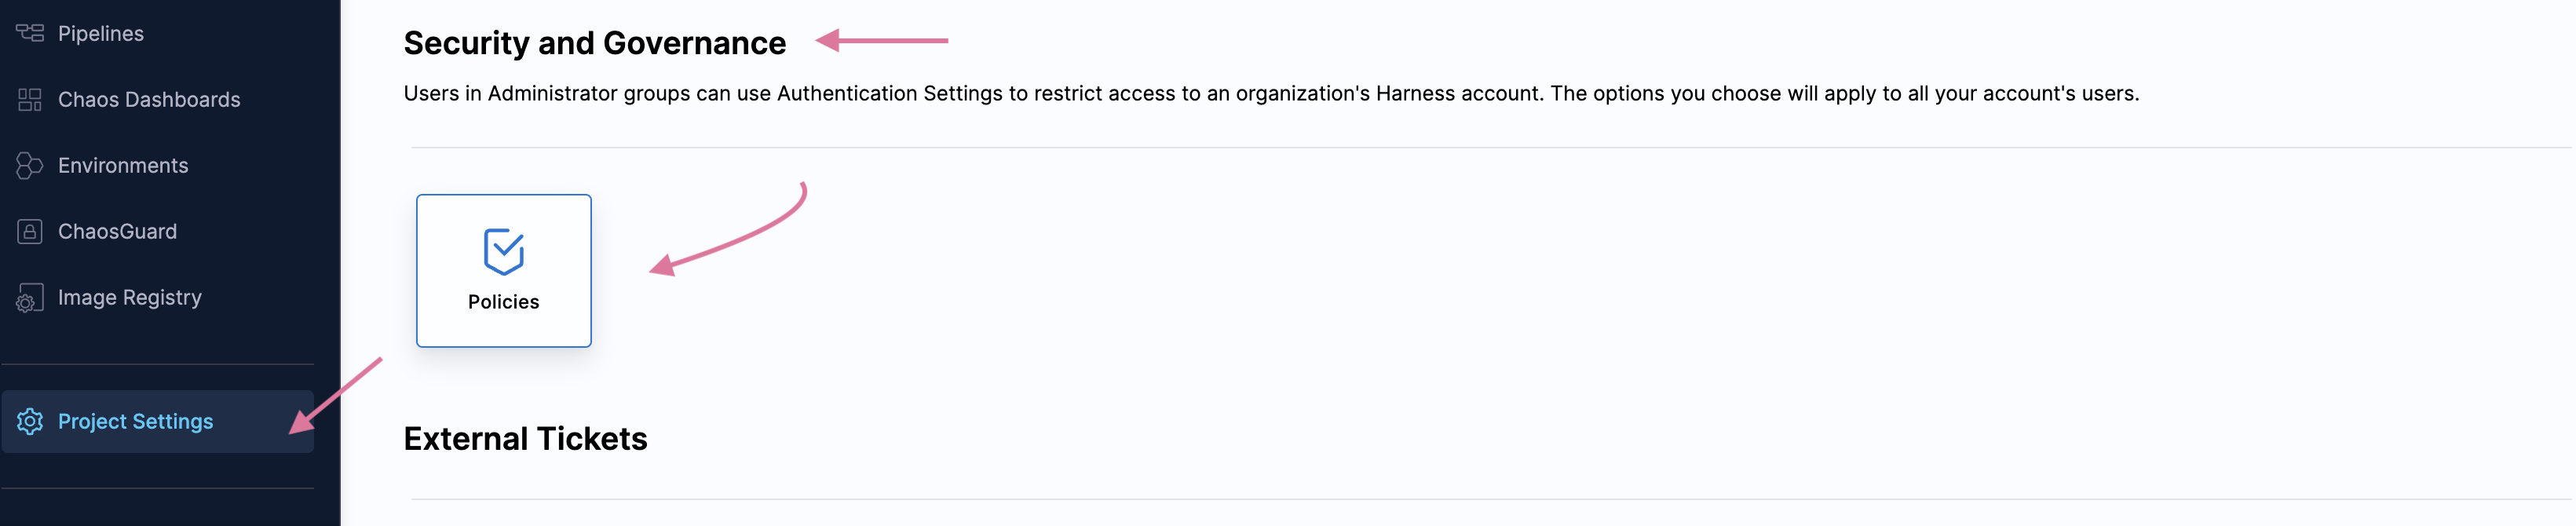 Pipelines
Chaos Dashboards
Environments
ChaosGuard
Image Registry
Project Settings
Security and Governance
Users in Administrator groups can use Authentication Settings to restrict access to an organization's Harness account. The options you choose will apply to all your account's users.
Policies
External Tickets